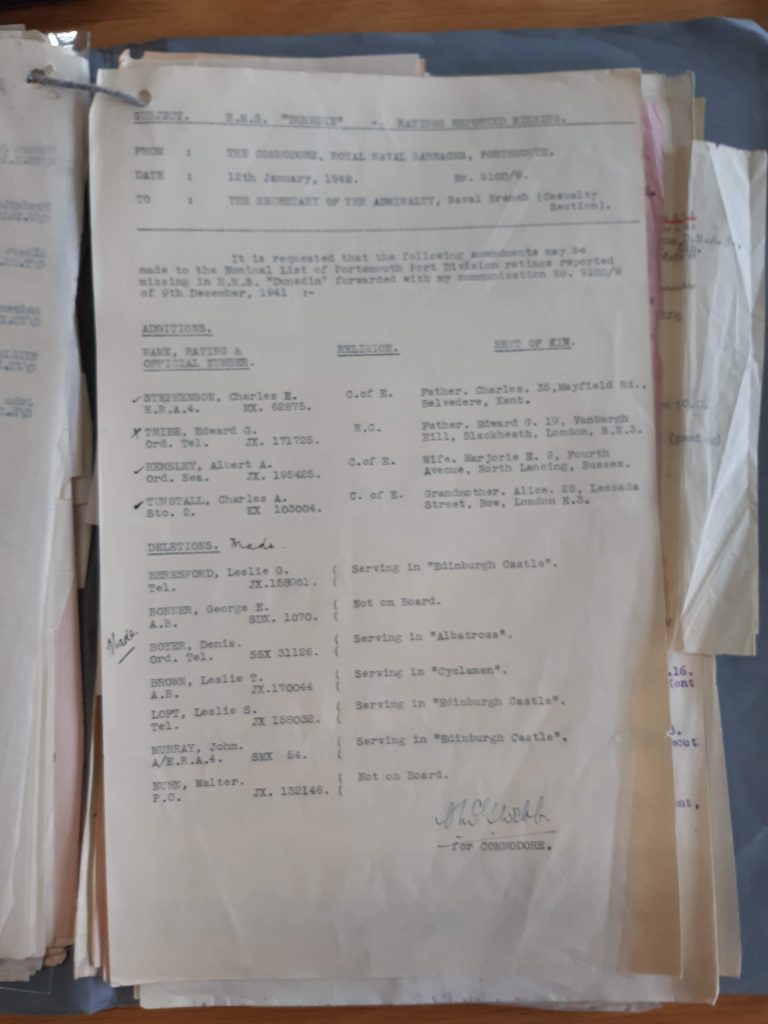 SUBJECT. H.M.S. "DUNEDIN" - RATINGS REPORTED MISSING.
FROM : THE COMMODORE, ROYAL NAVAL BARRACKS, PORTSMOUTH.
DATE : 12th January, 1942. No. 910D/9.
TO : THE SECRETARY OF THE ADMIRALTY, Naval Branch (Casualty
Section).
It is requested that the following amendments may be
made to the Nominal List of Portsmouth Port Division ratings reported
missing in H.M.S. "Dunedin" forwarded with my communication No. 910D/9
of 9th December, 1941 :-
ADDITIONS.
NAME, RATING & RELIGION. NEXT OF KIN.
OFFICIAL NUMBER.
STEPHENSON, Charles E. C.of E. Father. Charles. 35,Mayfield Rd.,
E.R.A.4. MX. 62875. Belvedere, Kent.
TRIBE, Edward G. R.C. Father. Edward G. 19, Vanburgh
Ord. Tel. JX. 171725. Hill, Blackheath, London, S.E.3.
HEMSLEY, Albert A. C.of E. Wife. Marjorie E. 9, Fourth
Ord. Sea. JX. 195425. Avenue, North Lancing, Sussex.
TUNSTALL, Charles A. C. of E. Grandmother. Alice. 25, Lessada
Sto. 2. KX 103004. Street, Bow, London E.3.
DELETIONS. Made.
BERESFORD, Leslie G. ( Serving in "Edinburgh Castle".
Tel. (
BONNER, George E. ( Not on Board.
A.B. SDX. 1070. (
Made
BOYER, Denis. ( Serving in "Albatross".
Ord. Tel. SSX 31126. (
BROWN, Leslie T. ( Serving in "Cyclamen".
A.B. JX.170044 (
LOFT, Leslie S. ( Serving in "Edinburgh Castle".
Tel. JX 158032. (
MURRAY, John. ( Serving in "Edinburgh Castle".
A/E.R.A.4. SMX 54. (
NUNN, Walter. ( Not on Board.
P.O. JX. 132146. (
for COMMODORE.